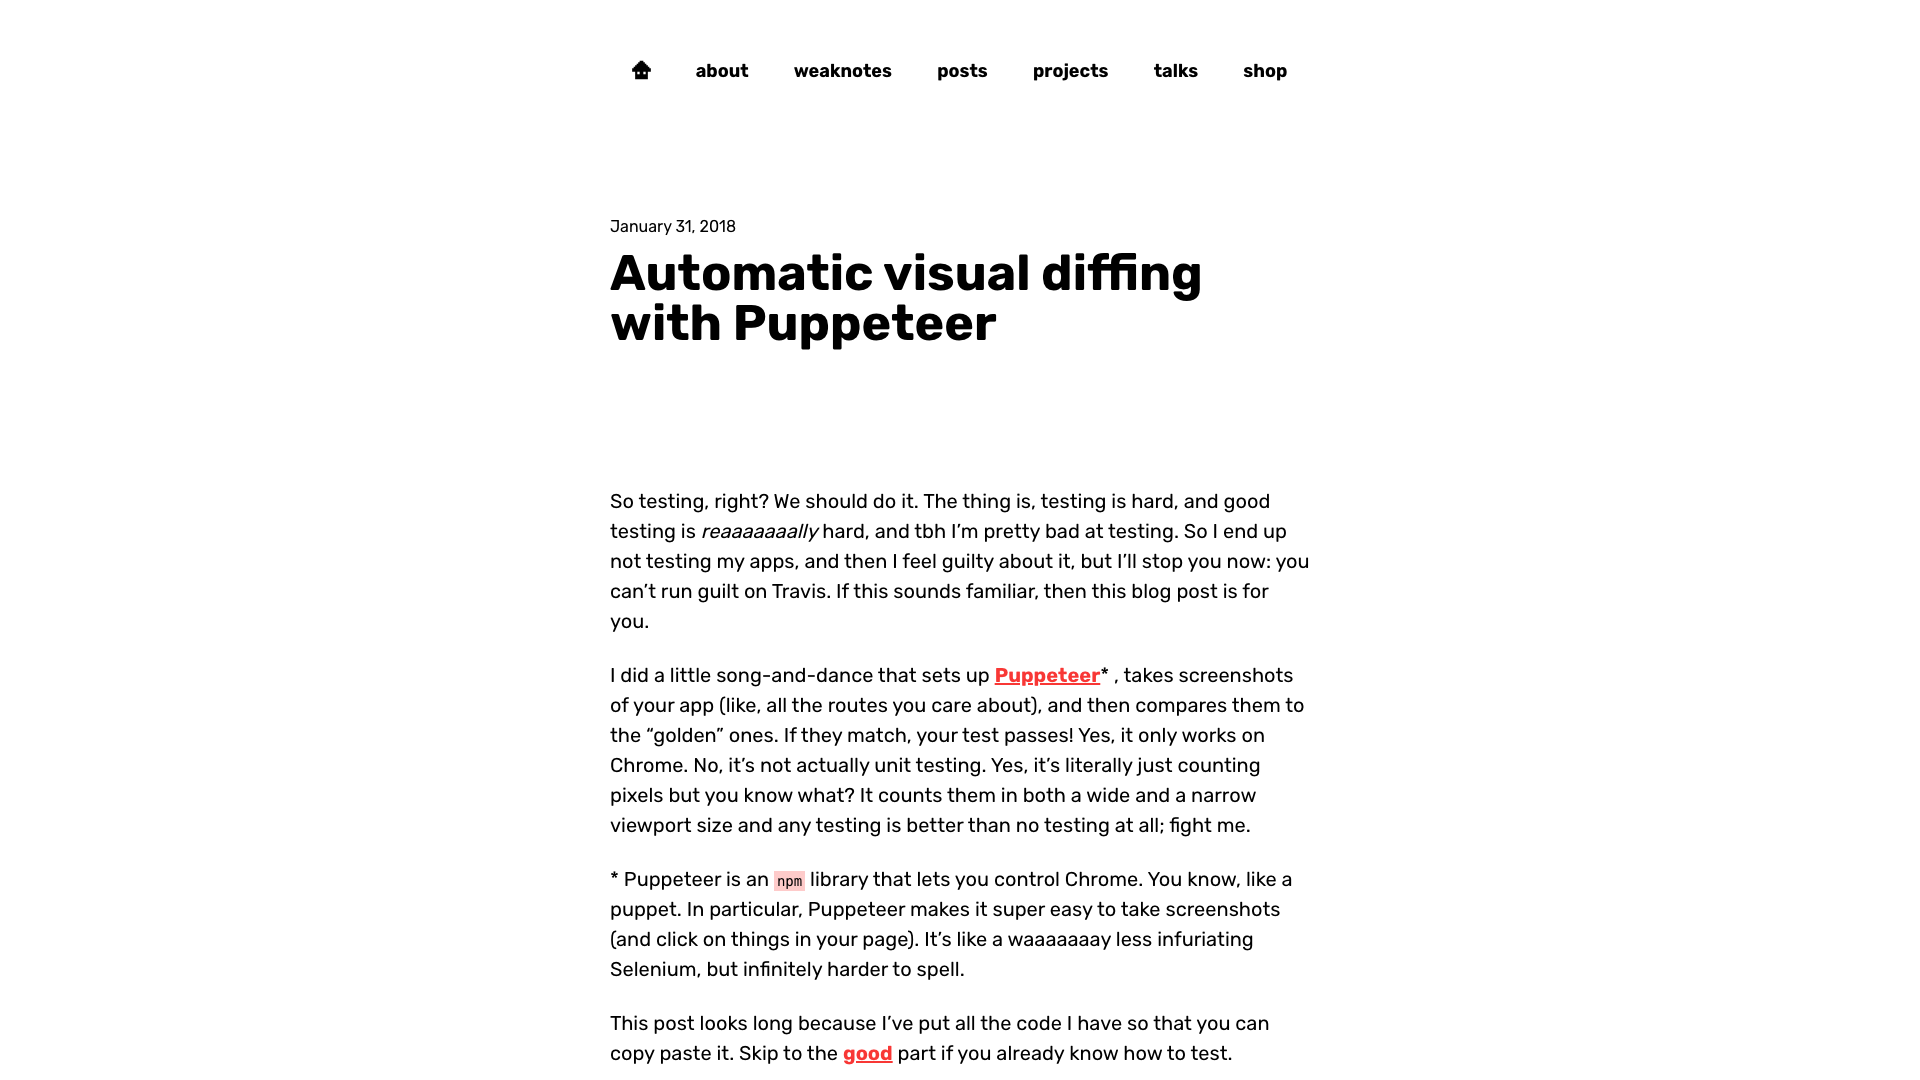 about weaknotes posts projects talks shop
January 31, 2018
Automatic visual diffing
with Puppeteer
So testing, right? We should do it. The thing is, testing is hard, and good
testing is reaaaaaaally hard, and tbh I’m pretty bad at testing. So I end up
not testing my apps, and then I feel guilty about it, but I’ll stop you now: you
can’t run guilt on Travis. If this sounds familiar, then this blog post is for
you.
I did a little song-and-dance that sets up Puppeteer* , takes screenshots
of your app (like, all the routes you care about), and then compares them to
the “golden” ones. If they match, your test passes! Yes, it only works on
Chrome. No, it’s not actually unit testing. Yes, it’s literally just counting
pixels but you know what? It counts them in both a wide and a narrow
viewport size and any testing is better than no testing at all; fight me.
* Puppeteer is an npm library that lets you control Chrome. You know, like a
puppet. In particular, Puppeteer makes it super easy to take screenshots
(and click on things in your page). It’s like a waaaaaaay less infuriating
Selenium, but infinitely harder to spell.
This post looks long because I’ve put all the code I have so that you can
copy paste it. Skip to the good part if you already know how to test.